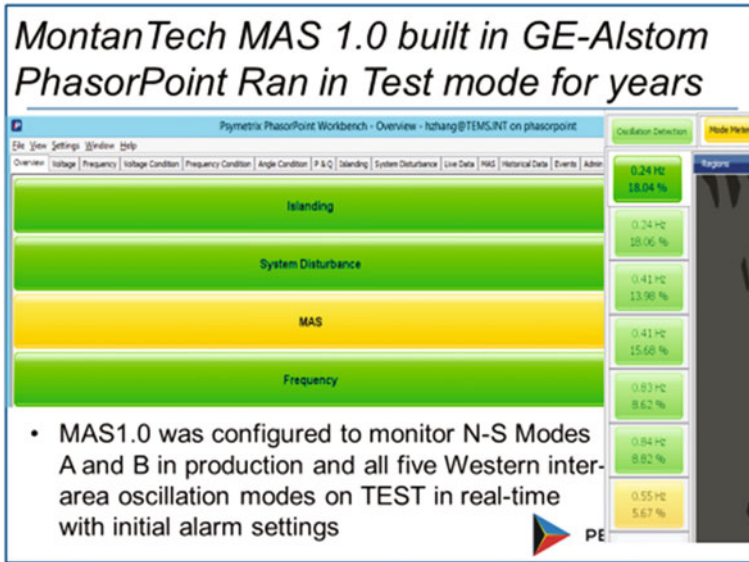 MontanTech MAS 1.0 built in GE-Alstom
PhasorPoint Ran in Test mode for years
Psymetrix PhasorPoint Workbench - Overview - hzhang@TEMS.INT on phasorpoint
File View Settings Window Help
Overview Voltage Frequency Voltage Condition Frequency Condition Angle Condition P & Q Islanding System Disturbance Live Data MAS Historical Data Events Admin
Oscillation Detection
Mode Meter
Regions
Islanding
System Disturbance
MAS
Frequency
0.24 Hz
18.04 %
0.24 Hz
18.06 %
0.41 Hz
13.98 %
0.41 Hz
15.68 %
0.83 Hz
8.62 %
0.84 Hz
8.82 %
0.55 Hz
5.67 %
• MAS1.0 was configured to monitor N-S Modes
A and B in production and all five Western inter-
area oscillation modes on TEST in real-time
with initial alarm settings
PE